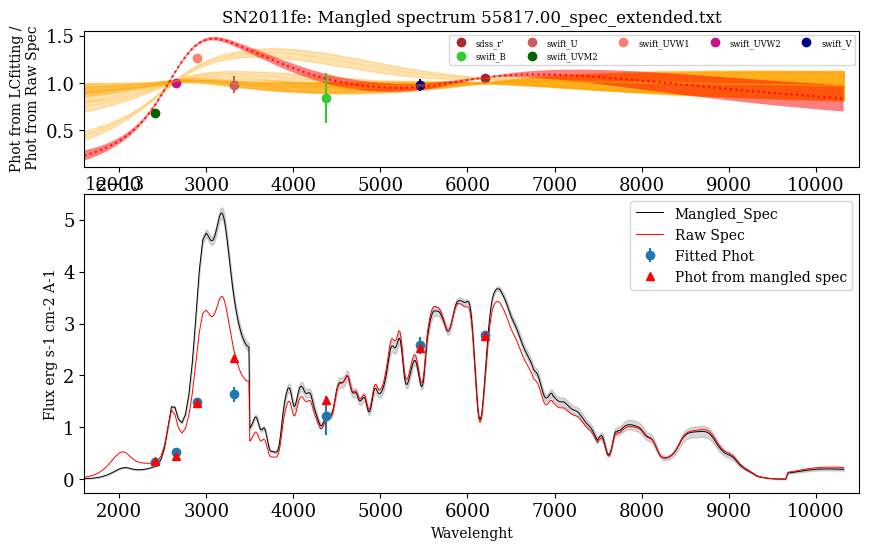 SN2011fe: Mangled spectrum 55817.00_spec_extended.txt
Phot from LCfitting /
Phot from Raw Spec
1.5
1.0
0.5
sdss_r'
swift_B
swift_U
swift_UVM2
swift_UVW1
swift_UVW2
swift_V
2000 3000 4000 5000 6000 7000 8000 9000 10000
1e−13
Flux erg s-1 cm-2 A-1
5
4
3
2
1
0
Mangled_Spec
Raw Spec
Fitted Phot
Phot from mangled spec
2000 3000 4000 5000 6000 7000 8000 9000 10000
Wavelenght